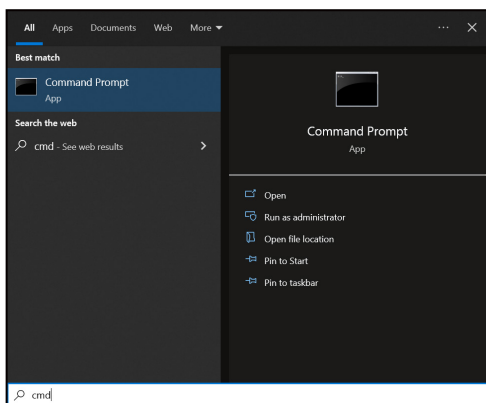 All Apps Documents Web More
Best match
Command Prompt
App
Search the web
cmd - See web results
Command Prompt
App
Open
Run as administrator
Open file location
Pin to Start
Pin to taskbar
cmd